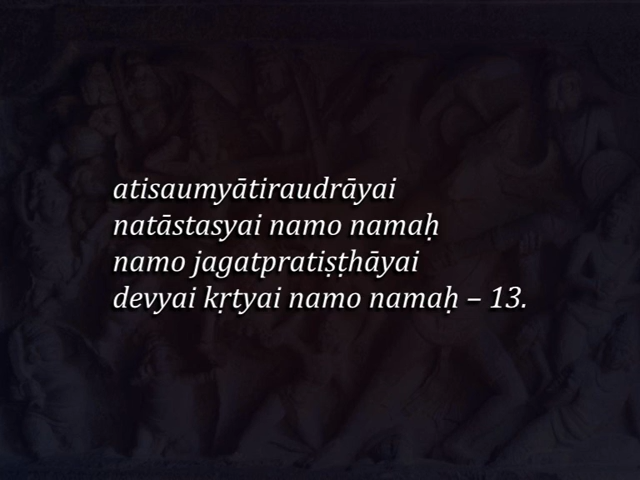 atisaumyātiraudrāyai
natāstasyai namo namaḥ
namo jagatpratiṣṭhāyai
devyai kṛtyai namo namaḥ – 13.